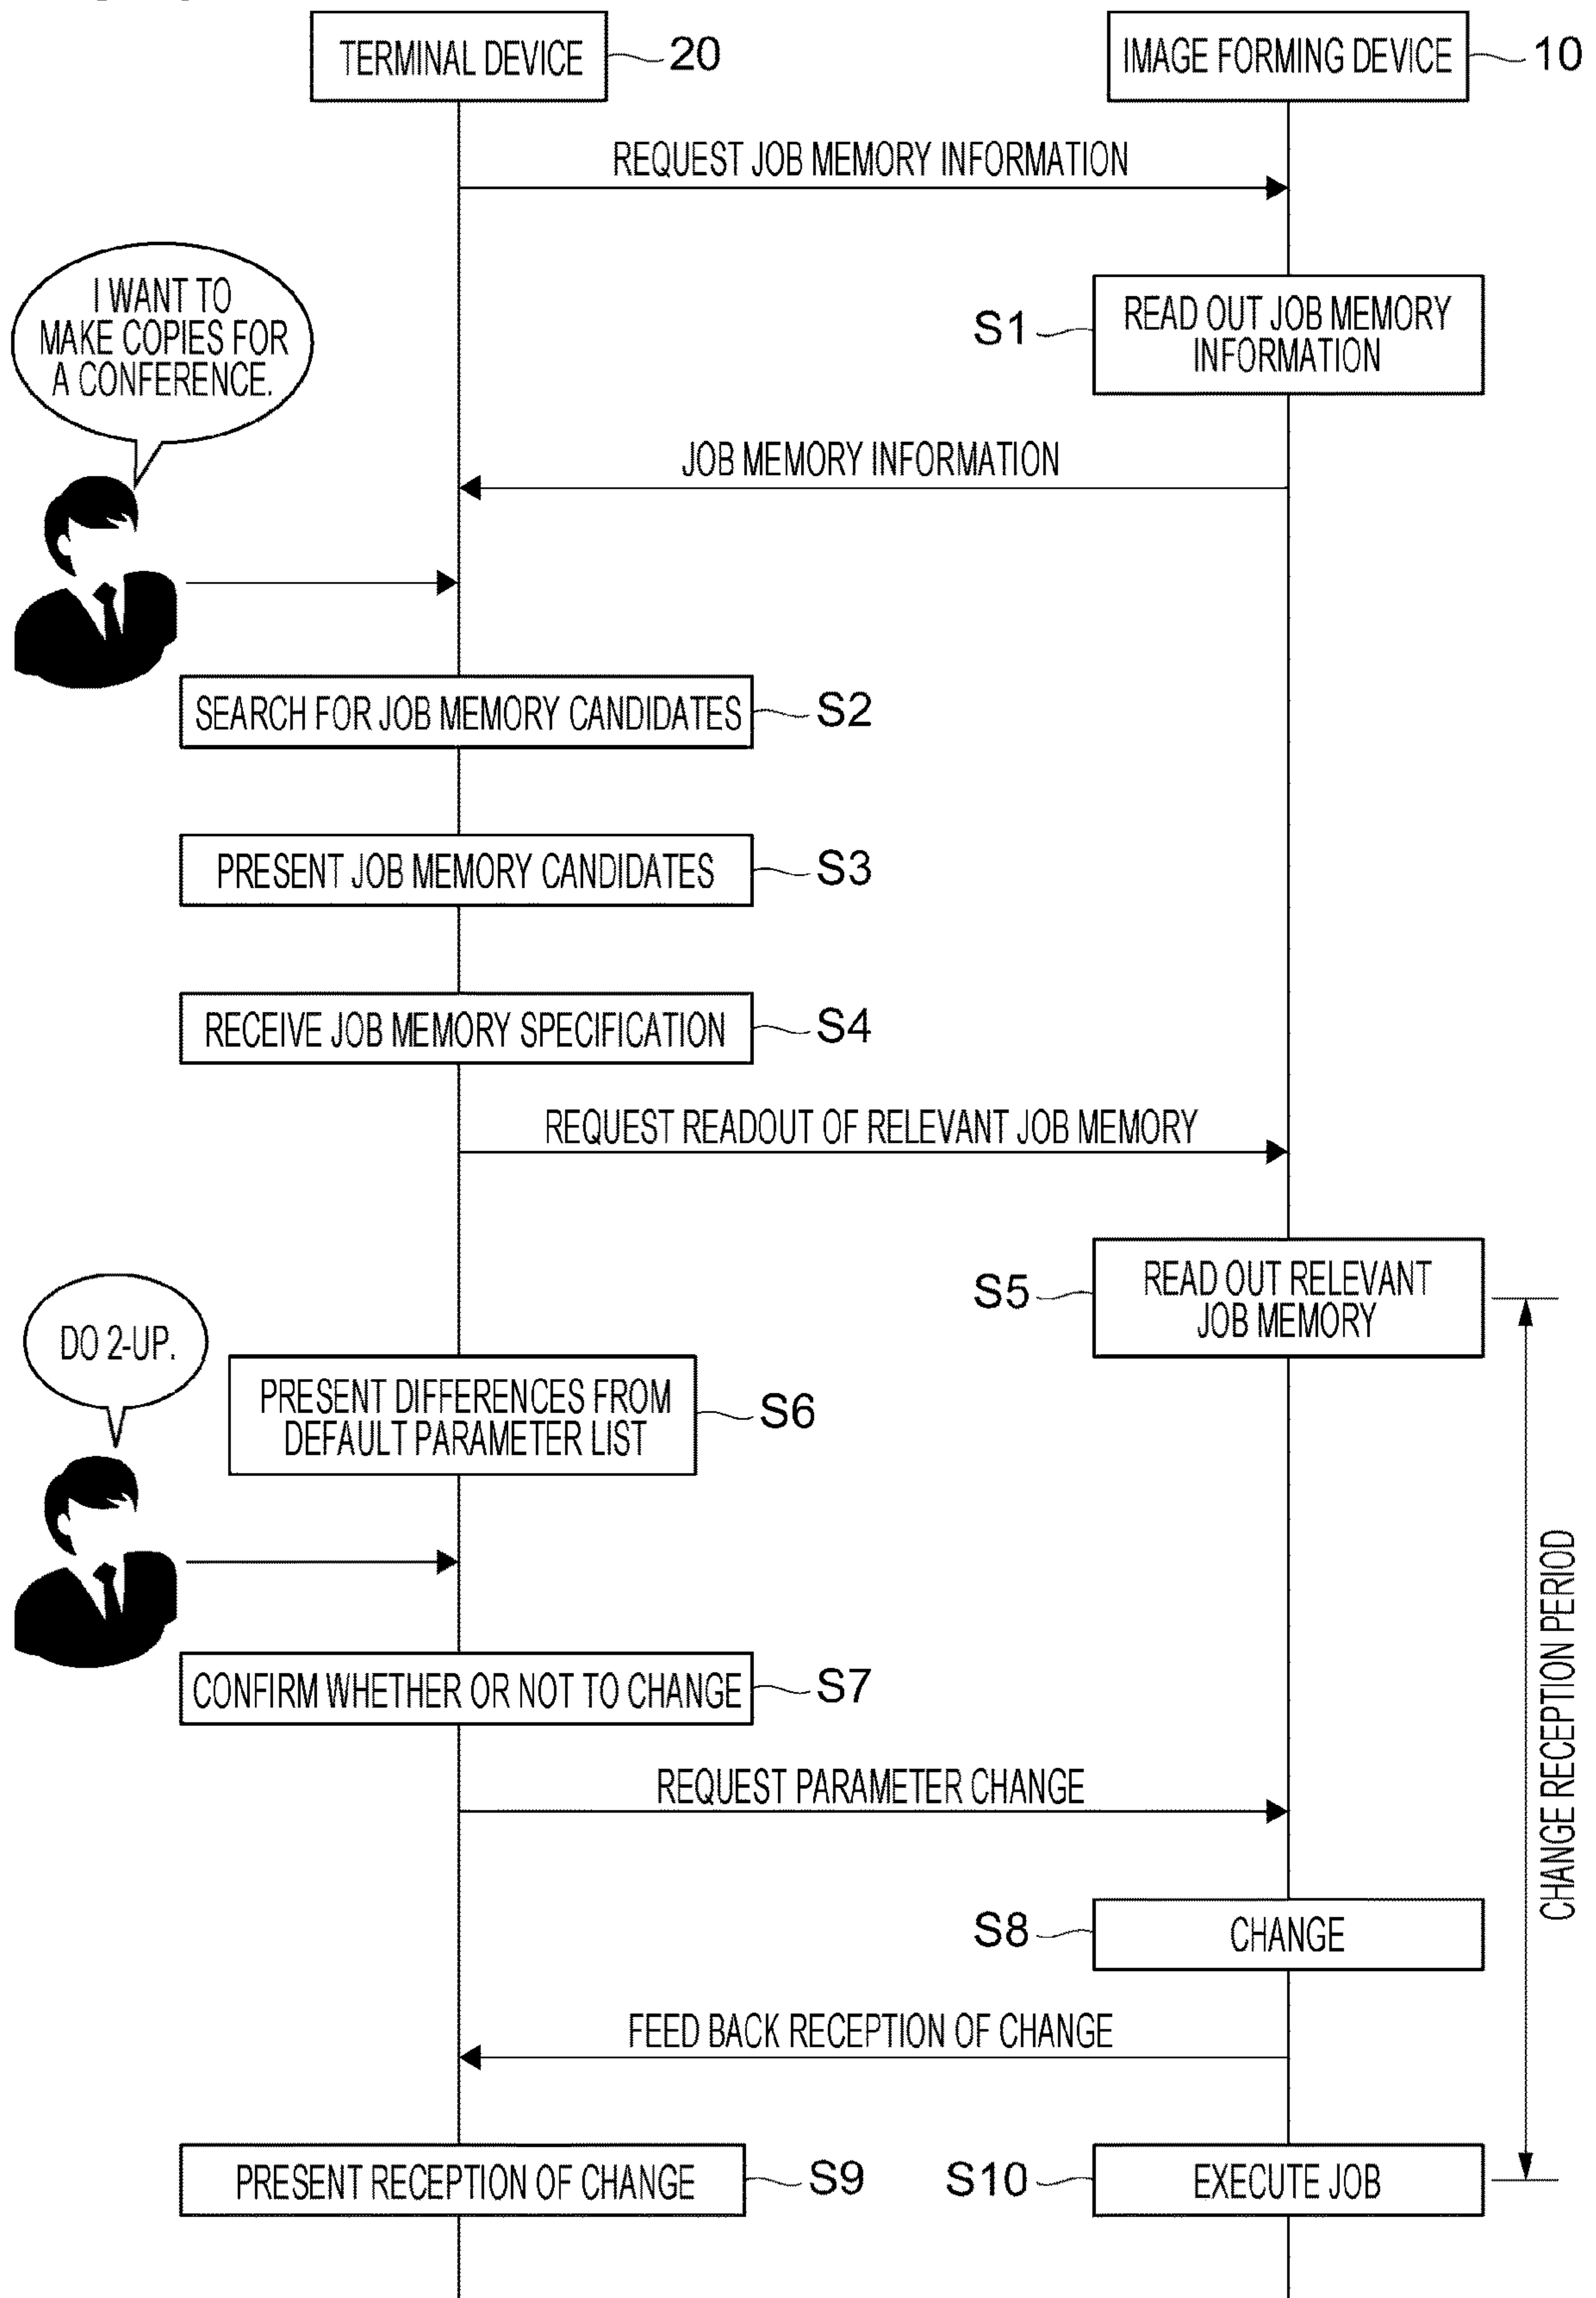 TERMINAL DEVICE
20
IMAGE FORMING DEVICE
10
REQUEST JOB MEMORY INFORMATION
I WANT TO
MAKE COPIES FOR
A CONFERENCE.
S1
READ OUT JOB MEMORY
INFORMATION
JOB MEMORY INFORMATION
SEARCH FOR JOB MEMORY CANDIDATES
S2
PRESENT JOB MEMORY CANDIDATES
S3
RECEIVE JOB MEMORY SPECIFICATION
S4
REQUEST READOUT OF RELEVANT JOB MEMORY
S5
READ OUT RELEVANT
JOB MEMORY
DO 2-UP.
PRESENT DIFFERENCES FROM
DEFAULT PARAMETER LIST
S6
CHANGE RECEPTION PERIOD
CONFIRM WHETHER OR NOT TO CHANGE
S7
REQUEST PARAMETER CHANGE
S8
CHANGE
FEED BACK RECEPTION OF CHANGE
PRESENT RECEPTION OF CHANGE
S9
S10
EXECUTE JOB